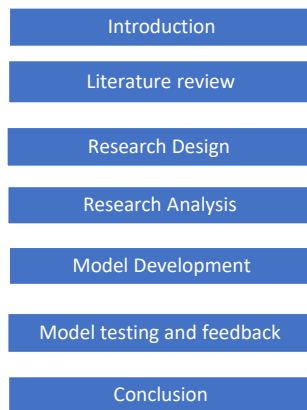 Introduction
Literature review
Research Design
Research Analysis
Model Development
Model testing and feedback
Conclusion